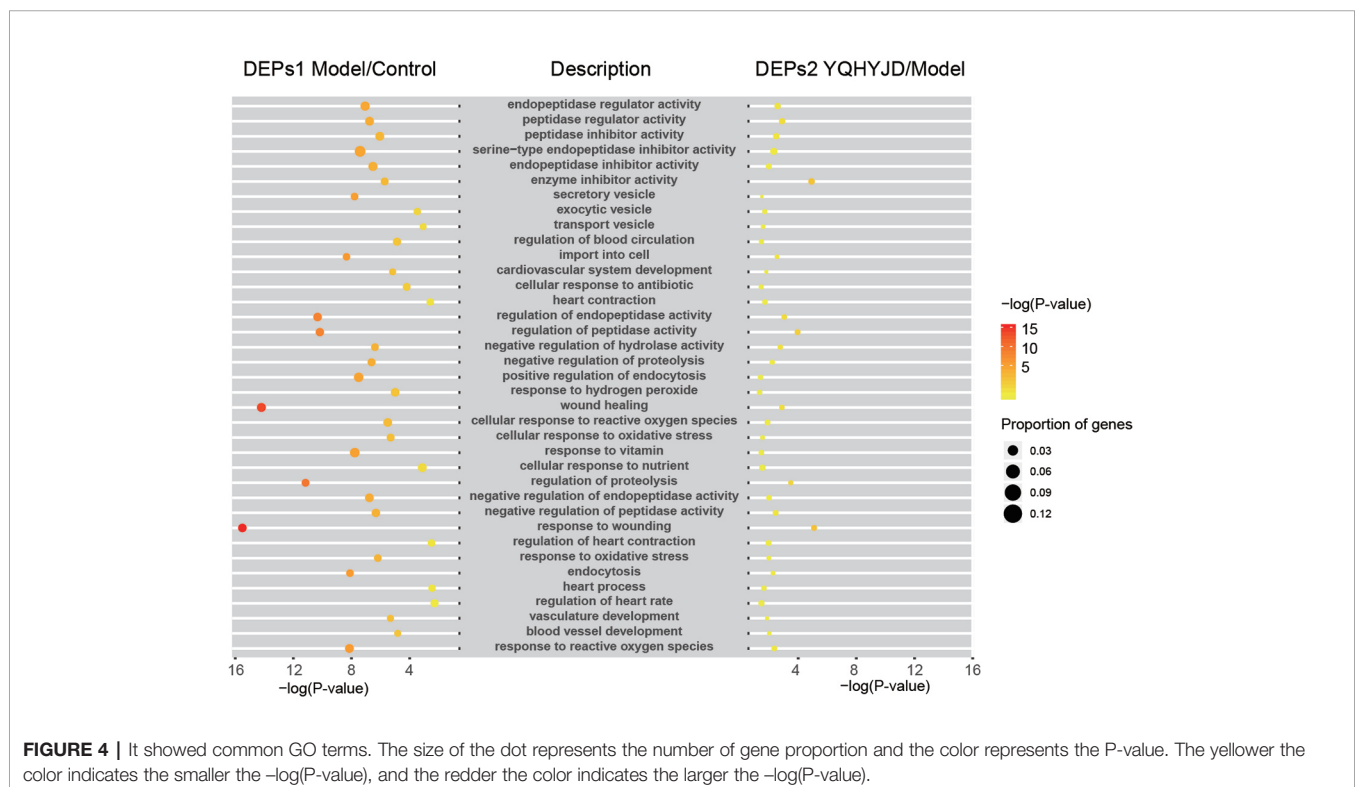 DEPs1 Model/Control Description DEPs2 YQHYJD/Model
endopeptidase regulator activity
peptidase regulator activity
peptidase inhibitor activity
serine−type endopeptidase inhibitor activity
endopeptidase inhibitor activity
enzyme inhibitor activity
secretory vesicle
exocytic vesicle
transport vesicle
regulation of blood circulation
import into cell
cardiovascular system development
cellular response to antibiotic
heart contraction
regulation of endopeptidase activity
regulation of peptidase activity
negative regulation of hydrolase activity
negative regulation of proteolysis
positive regulation of endocytosis
response to hydrogen peroxide
wound healing
cellular response to reactive oxygen species
cellular response to oxidative stress
response to vitamin
cellular response to nutrient
regulation of proteolysis
negative regulation of endopeptidase activity
negative regulation of peptidase activity
response to wounding
regulation of heart contraction
response to oxidative stress
endocytosis
heart process
regulation of heart rate
vasculature development
blood vessel development
response to reactive oxygen species
16 12 8 4 4 8 12 16
−log(P-value) −log(P-value)
−log(P-value)
15
10
5
Proportion of genes
0.03
0.06
0.09
0.12
FIGURE 4 | It showed common GO terms. The size of the dot represents the number of gene proportion and the color represents the P-value. The yellower the
color indicates the smaller the –log(P-value), and the redder the color indicates the larger the –log(P-value).